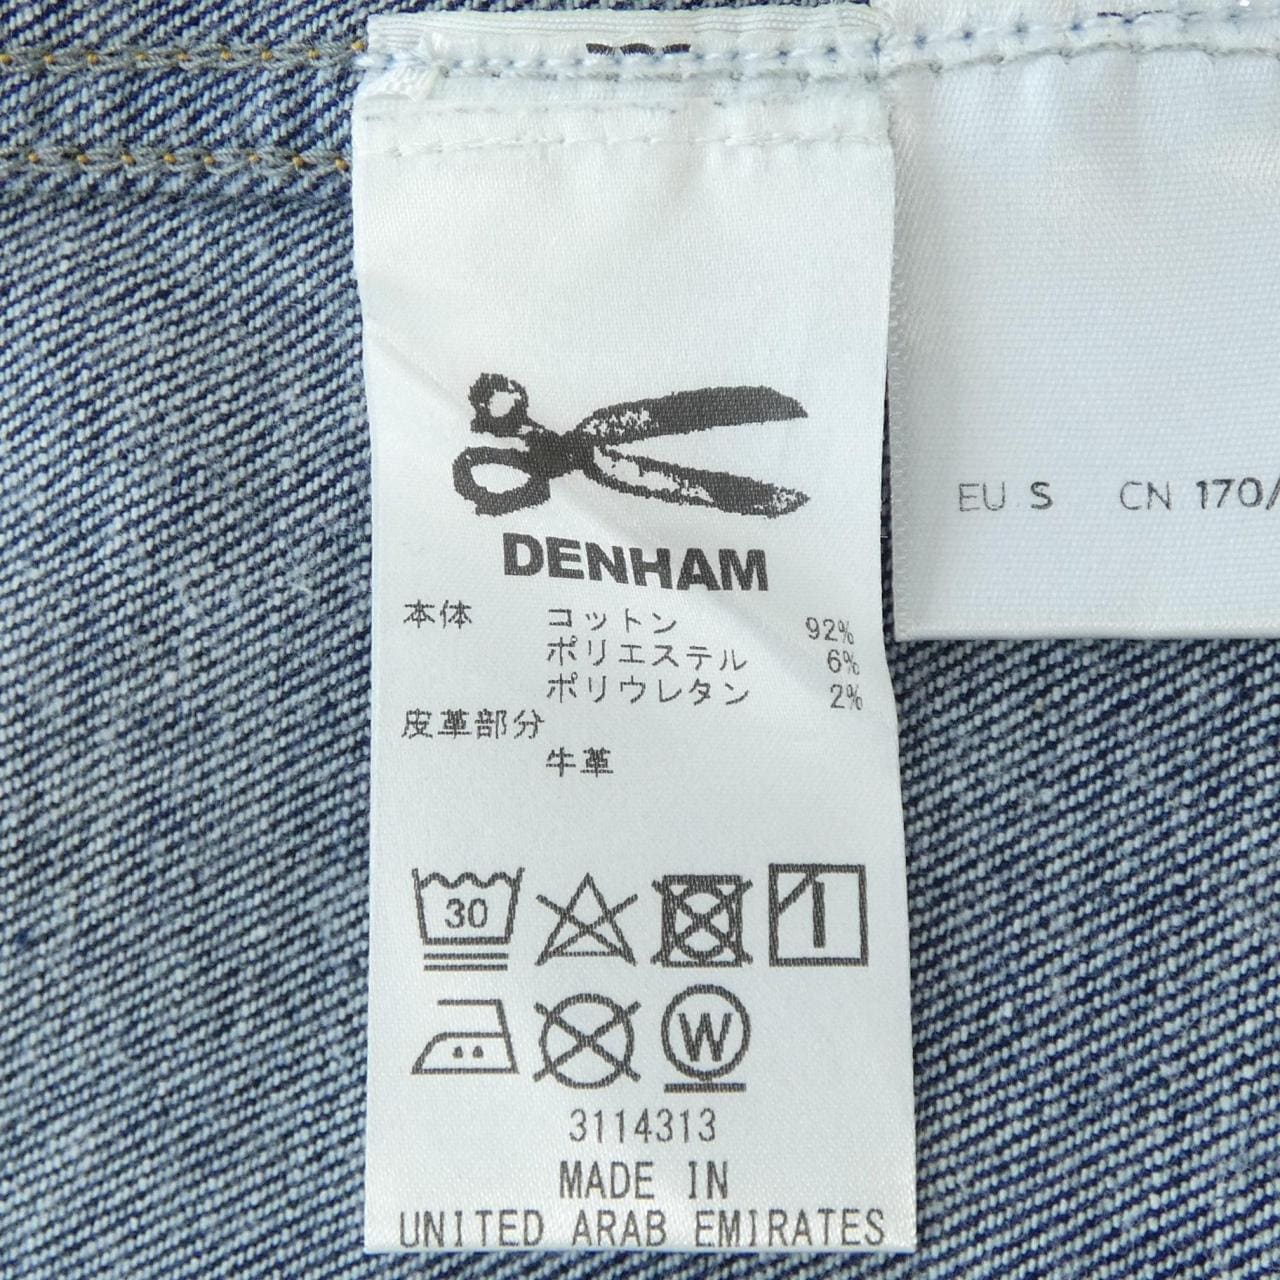 DENHAM
本体 コットン 92%
ポリエステル 6%
ポリウレタン 2%
皮革部分
牛革
30
W
3114313
MADE IN
UNITED ARAB EMIRATES
EU S CN 170/